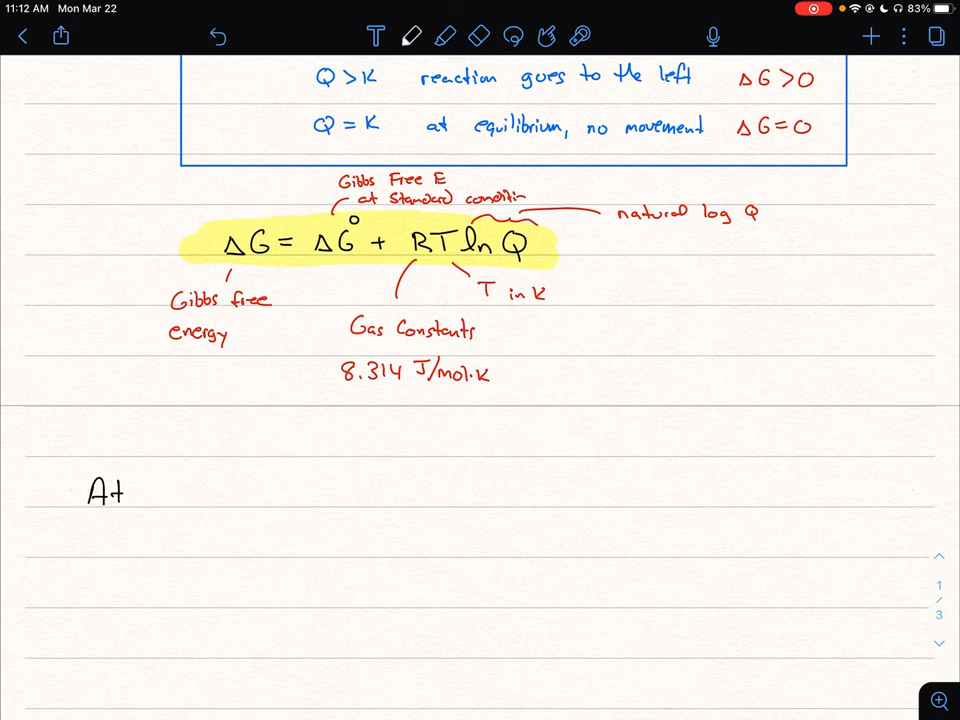 11:12 AM Mon Mar 22 83%
Q > K reaction goes to the left ΔG > 0
Q = K at equilibrium, no movement ΔG = 0
Gibbs Free E
at Standard condition
natural log Q
ΔG = ΔG° + RT ln Q
T in K
Gibbs free
energy
Gas Constants
8.314 J/mol·K
At
1
/
3